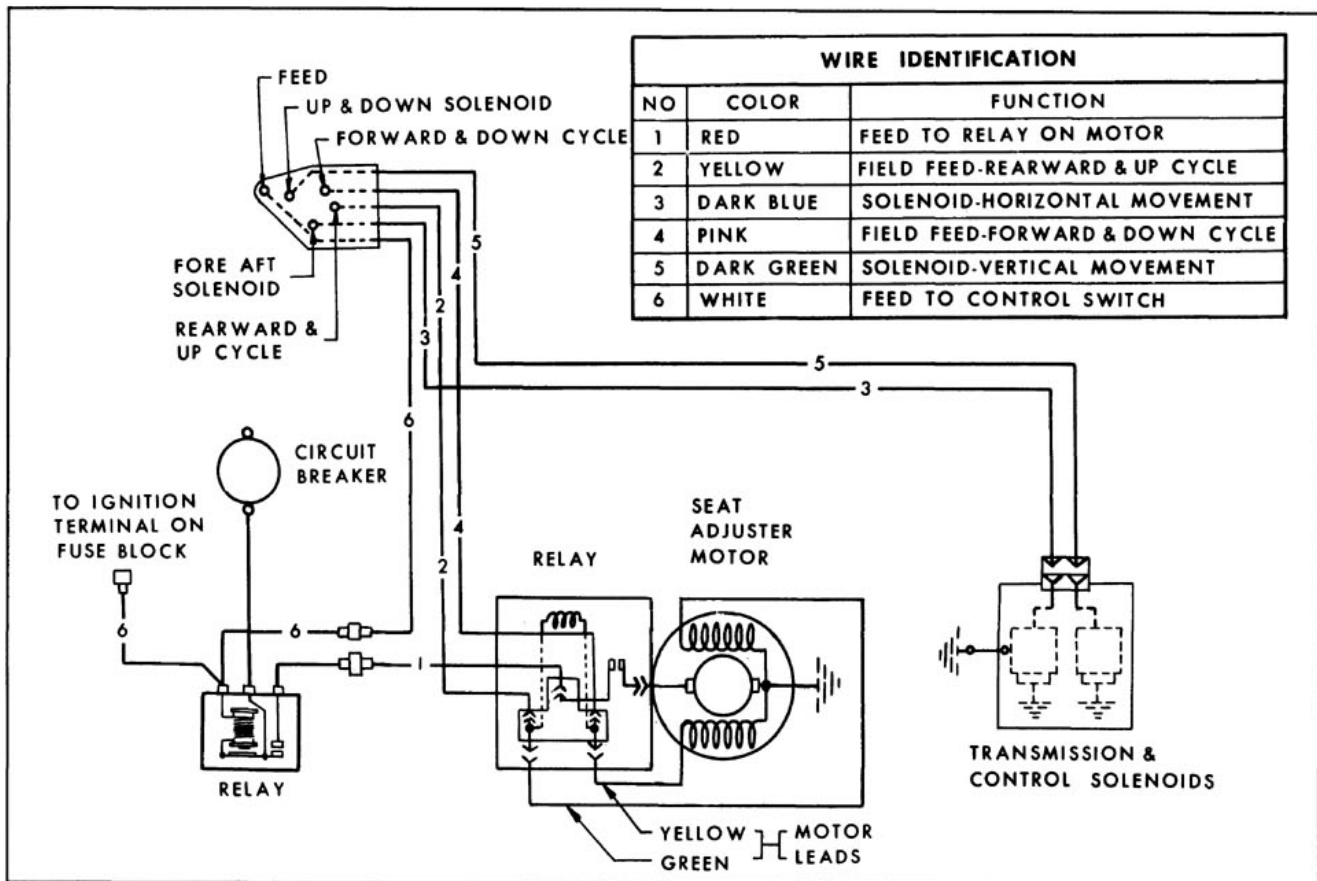 FEED
UP & DOWN SOLENOID
FORWARD & DOWN CYCLE
FORE AFT
SOLENOID
REARWARD &
UP CYCLE
WIRE IDENTIFICATION
NO COLOR FUNCTION
1 RED FEED TO RELAY ON MOTOR
2 YELLOW FIELD FEED-REARWARD & UP CYCLE
3 DARK BLUE SOLENOID-HORIZONTAL MOVEMENT
4 PINK FIELD FEED-FORWARD & DOWN CYCLE
5 DARK GREEN SOLENOID-VERTICAL MOVEMENT
6 WHITE FEED TO CONTROL SWITCH
5
4
2
3
6
5
3
CIRCUIT
BREAKER
TO IGNITION
TERMINAL ON
FUSE BLOCK
4
2
6
6
1
RELAY
RELAY
SEAT
ADJUSTER
MOTOR
TRANSMISSION &
CONTROL SOLENOIDS
YELLOW
GREEN
MOTOR
LEADS